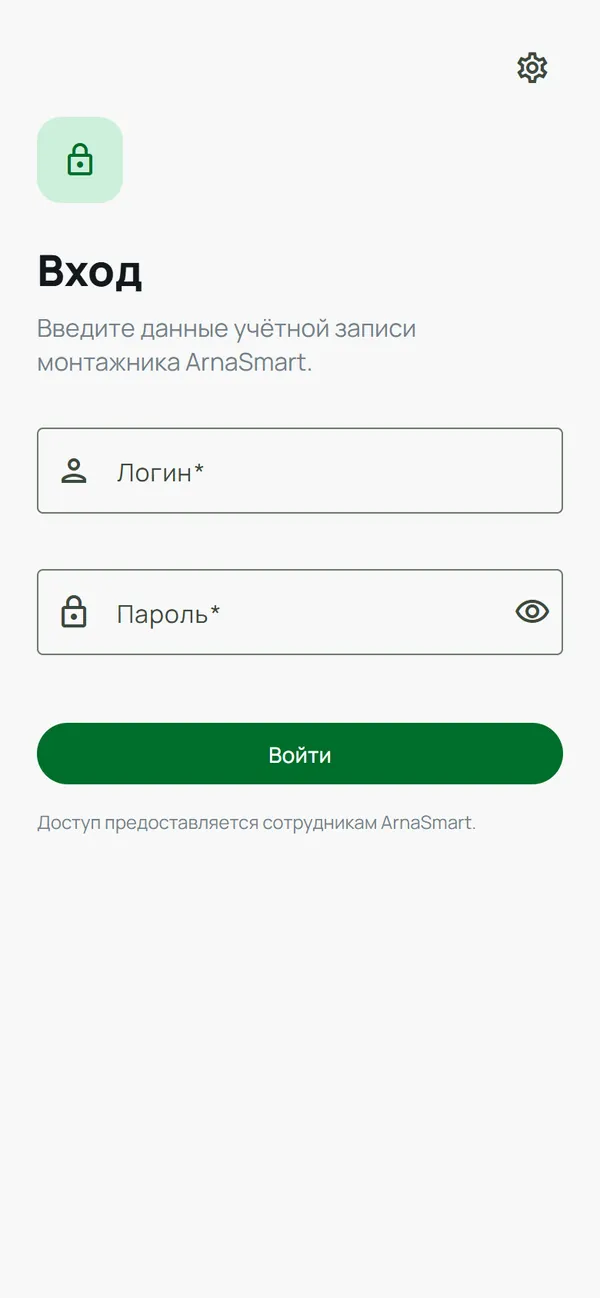 Вход
Введите данные учётной записи
монтажника ArnaSmart.
Логин*
Пароль*
Войти
Доступ предоставляется сотрудникам ArnaSmart.